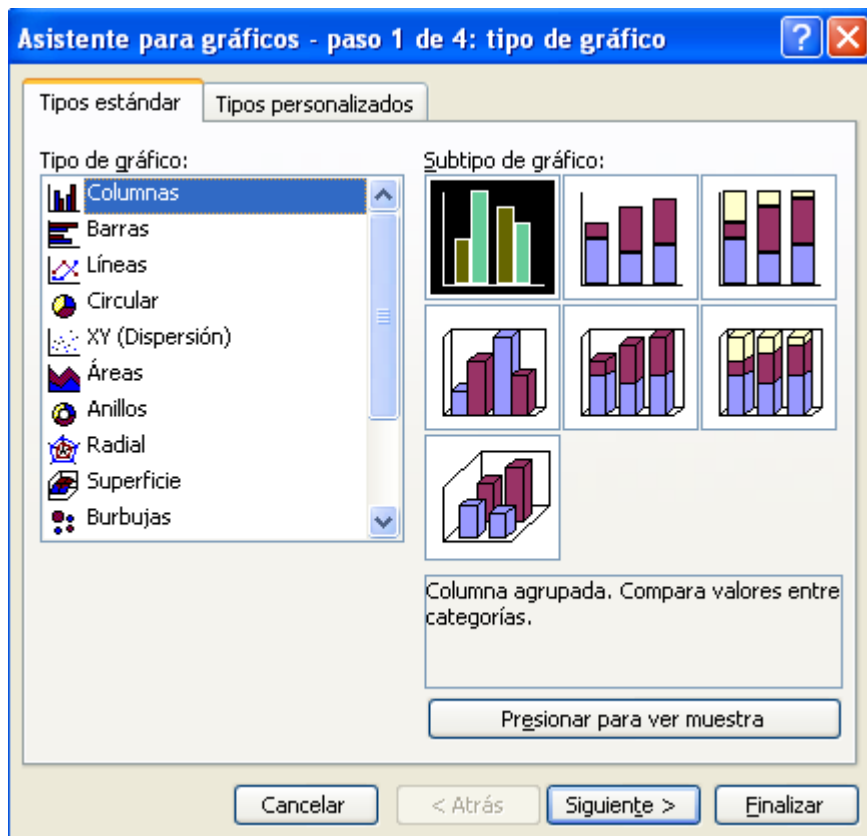 Asistente para gráficos - paso 1 de 4: tipo de gráfico
Tipos estándar
Tipos personalizados
Tipo de gráfico:
Columnas
Barras
Líneas
Circular
XY (Dispersión)
Áreas
Anillos
Radial
Superficie
Burbujas
Subtipo de gráfico:
Columna agrupada. Compara valores entre
categorías.
Presionar para ver muestra
Cancelar
< Atrás
Siguiente >
Finalizar